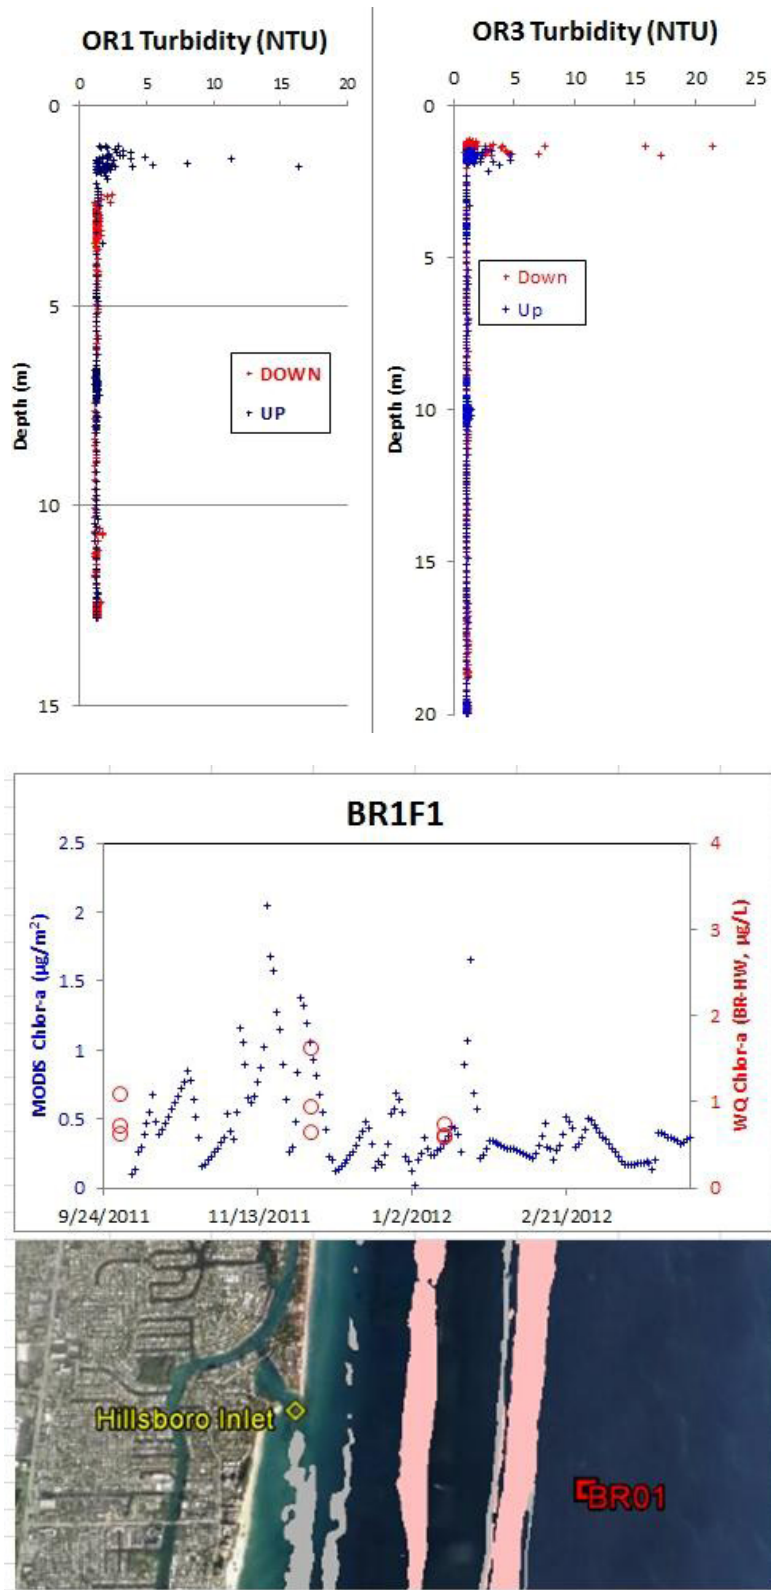 OR1 Turbidity (NTU)
0 5 10 15 20
0
5
10
15
Depth (m)
DOWN
UP
OR3 Turbidity (NTU)
0 5 10 15 20 25
0
5
10
15
20
Depth (m)
Down
Up
BR1F1
2.5
2
1.5
1
0.5
0
MODIS Chlor-a (µg/m²)
4
3
2
1
0
WQ Chlor-a (BR-HW, µg/L)
9/24/2011 11/13/2011 1/2/2012 2/21/2012
Hillsboro Inlet
BR01